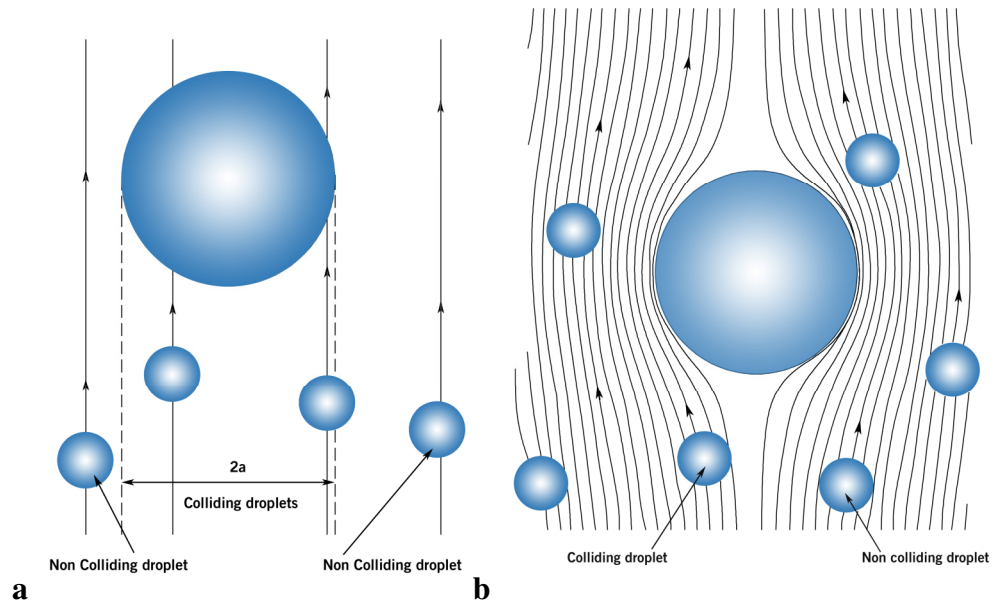 2a
Colliding droplets
Non Colliding droplet
Non Colliding droplet
a
Colliding droplet
Non colliding droplet
b